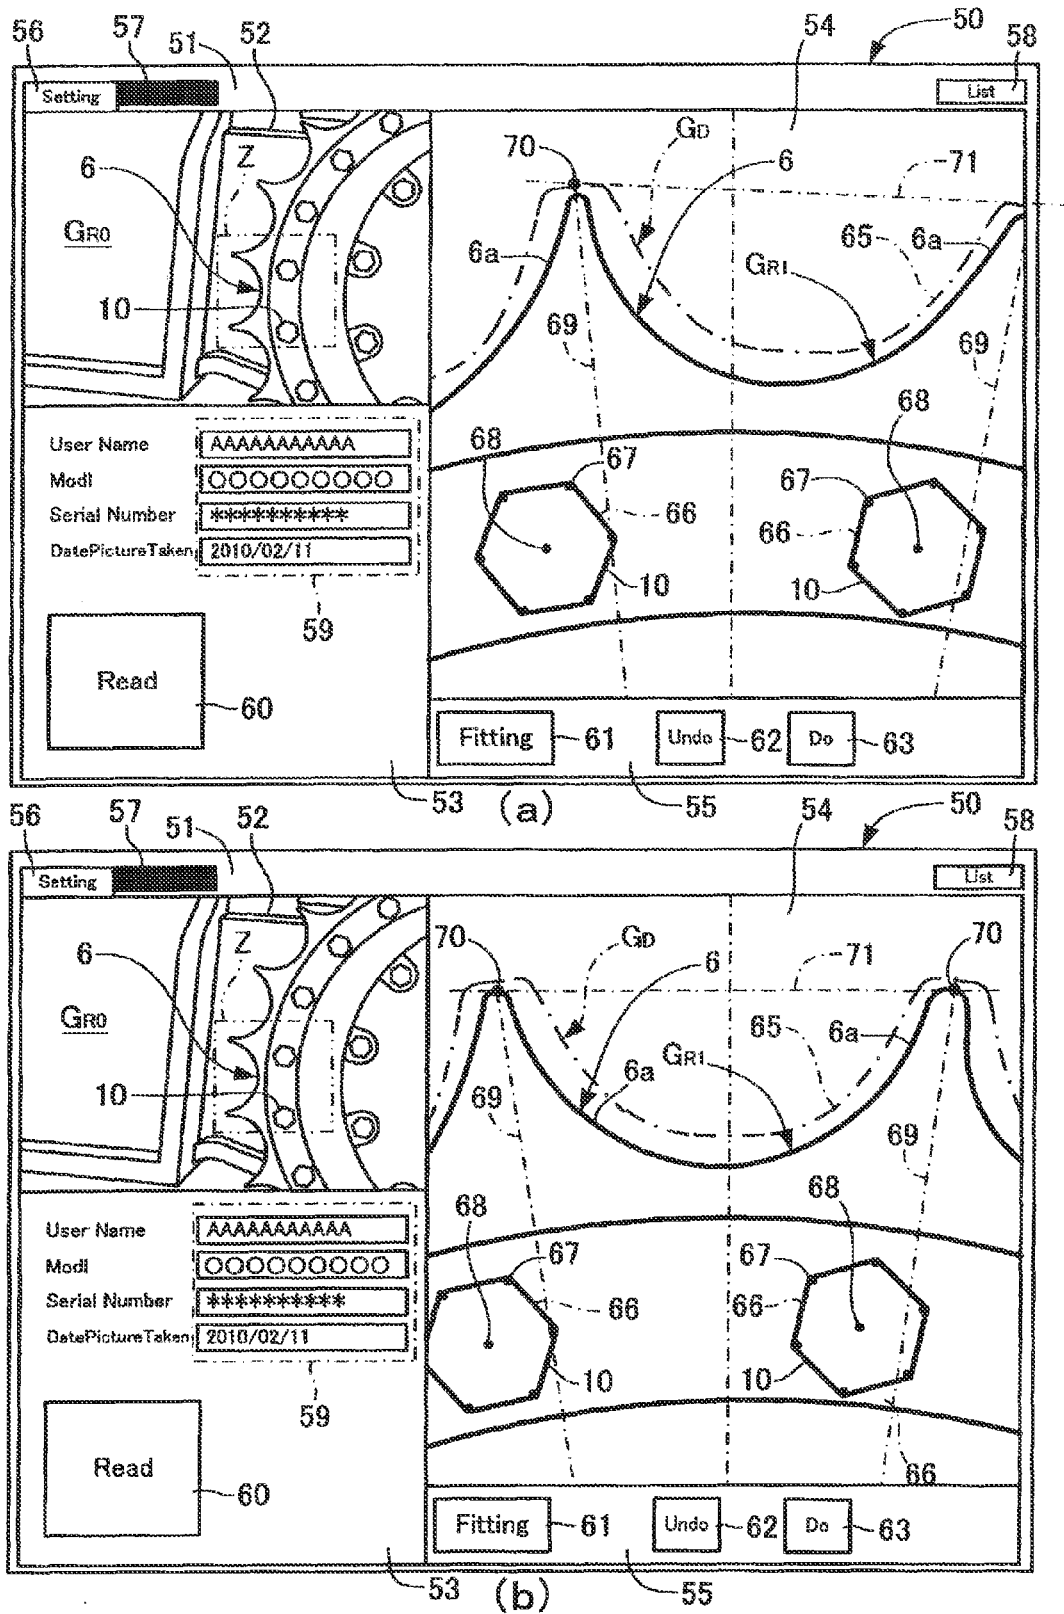 56 57 51 52 54 50 58
Setting List
70 GD 6 71
Z
6
GR0
6a GR1 65 6a
10
69 69
68 68
User Name AAAAAAAAAAA
67 67
Modl ○○○○○○○○○
66 66
Serial Number **********
DatePictureTaken 2010/02/11
10 10
59
Read
60
Fitting 61 Undo 62 Do 63
53 (a) 55
56 57 51 52 54 50 58
Setting List
70 GD 6 71 70
Z
6
GR0
65 6a
GR1
6a
10
69 69
68 68
User Name AAAAAAAAAAA
67 67
Modl ○○○○○○○○○
66 66
Serial Number **********
DatePictureTaken 2010/02/11
10 10
59
Read
66
60
Fitting 61 Undo 62 Do 63
53 (b) 55